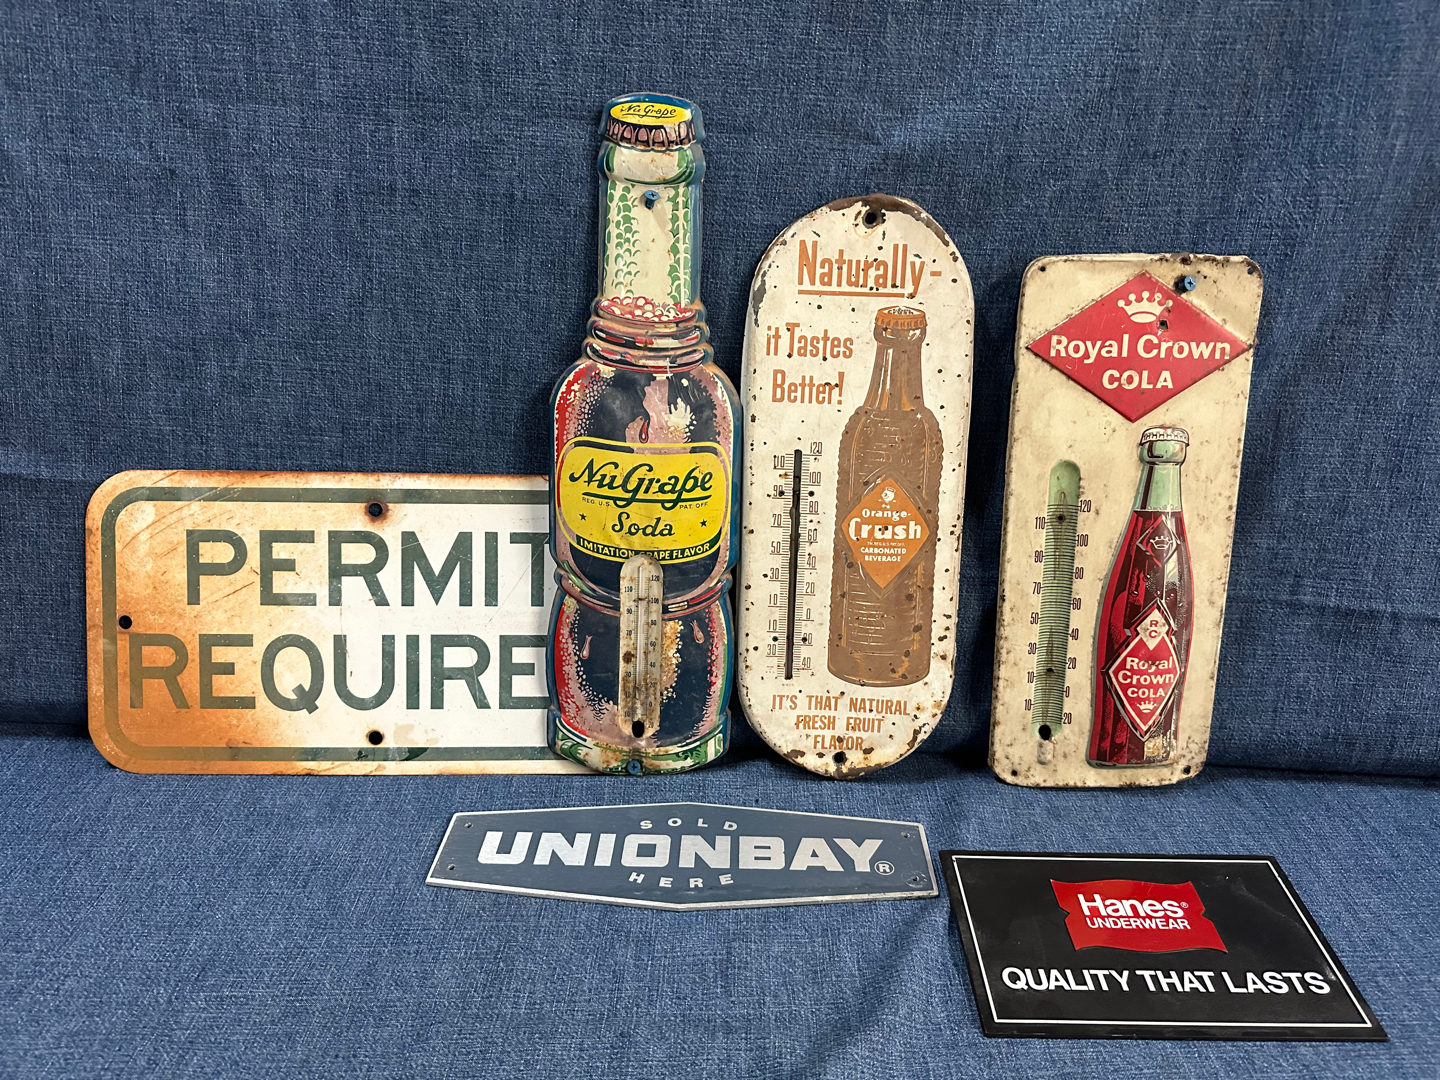 PERMIT
REQUIRE
NuGrape
NuGrape
REG. U.S. PAT. OFF.
Soda
IMITATION GRAPE FLAVOR
Naturally-
it Tastes
Better!
Orange-
Crush
CARBONATED
BEVERAGE
IT'S THAT NATURAL
FRESH FRUIT
FLAVOR
Royal Crown
COLA
RC
Royal
Crown
COLA
SOLD
UNIONBAY®
HERE
Hanes®
UNDERWEAR
QUALITY THAT LASTS